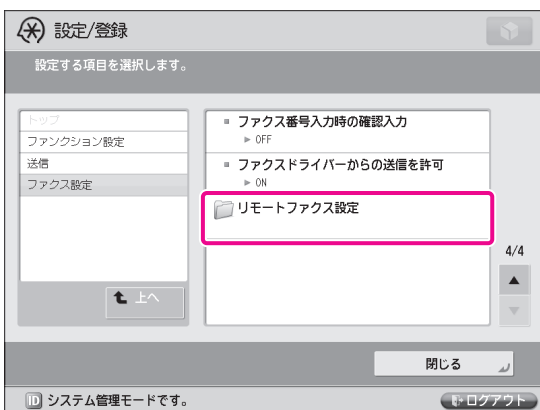 設定/登録
設定する項目を選択します。
トップ
ファンクション設定
送信
ファクス設定
上へ
ファクス番号入力時の確認入力
► OFF
ファクスドライバーからの送信を許可
► ON
リモートファクス設定
4/4
閉じる
ID システム管理モードです。
ログアウト